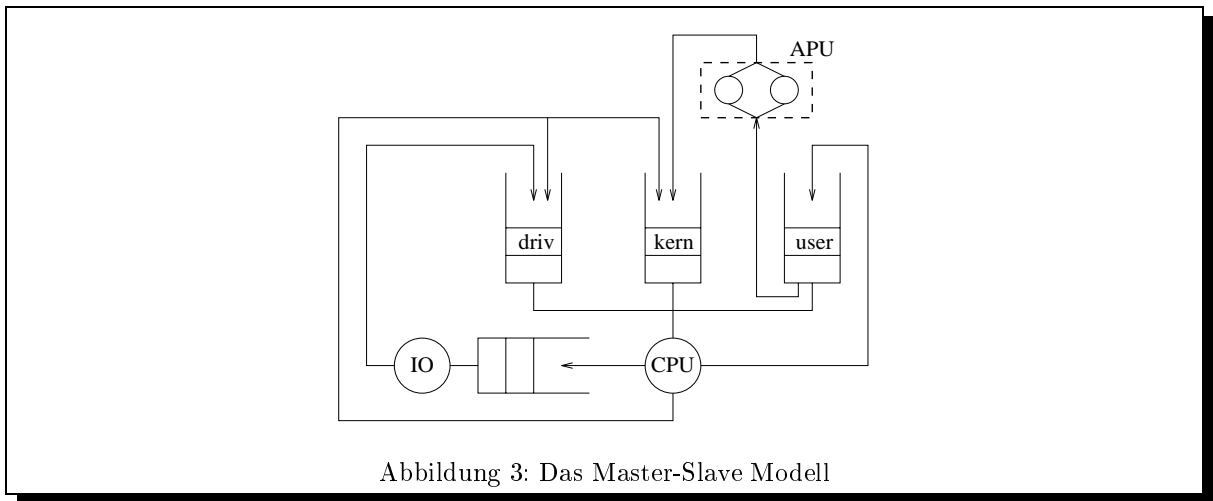 APU
driv
kern
user
IO
CPU
Abbildung 3: Das Master-Slave Modell